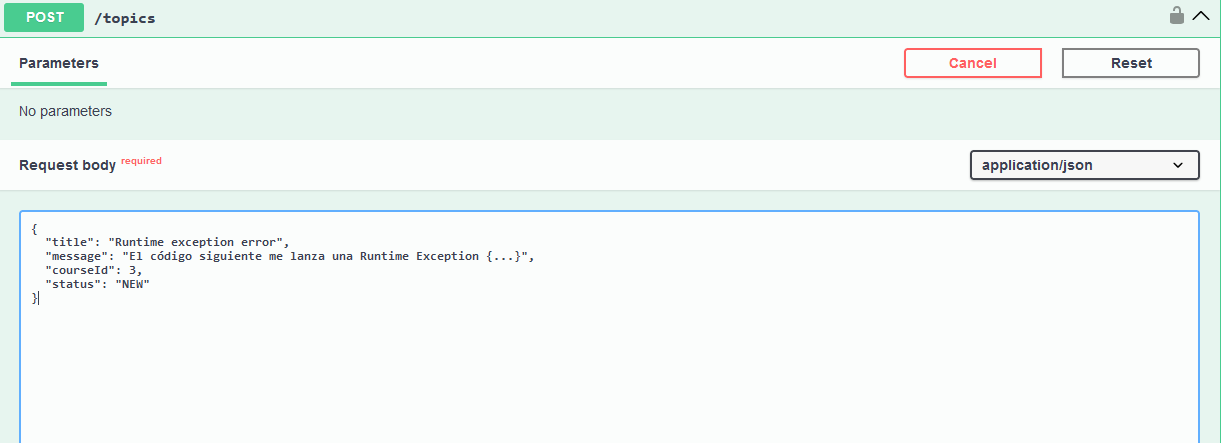 POST /topics
Parameters
Cancel
Reset
No parameters
Request body required
application/json
{
  "title": "Runtime exception error",
  "message": "El código siguiente me lanza una Runtime Exception {...}",
  "courseId": 3,
  "status": "NEW"
}